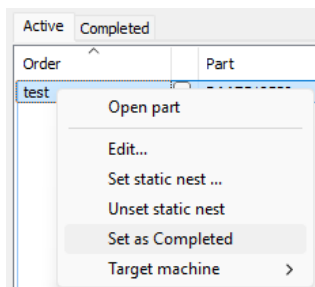 Active Completed
Order Part
test
Open part
Edit...
Set static nest ...
Unset static nest
Set as Completed
Target machine >